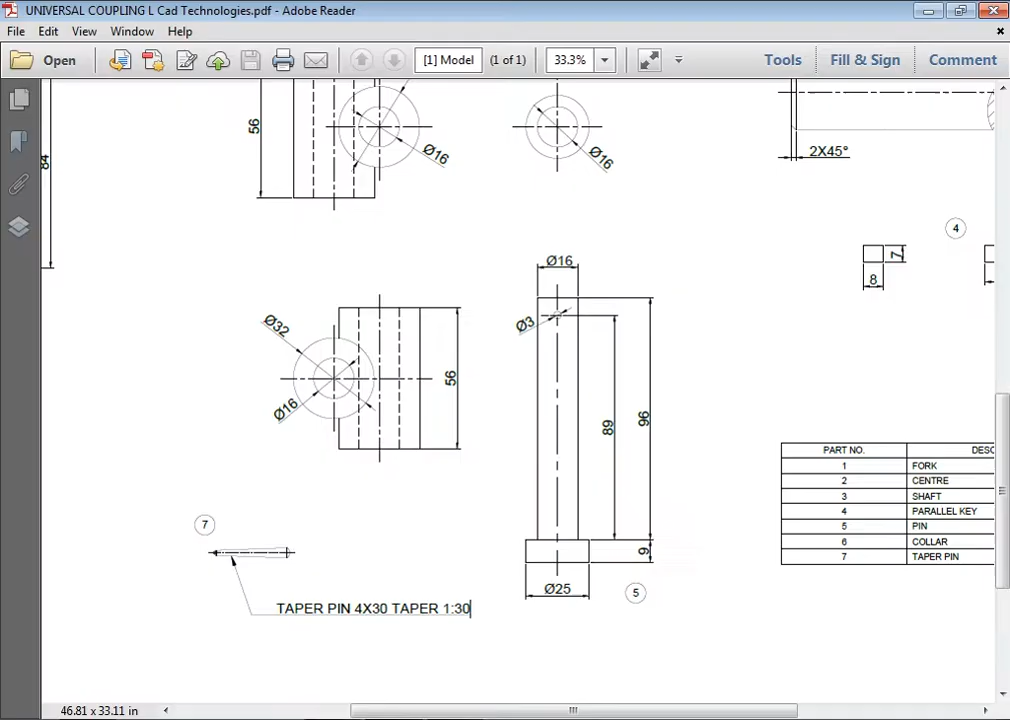 UNIVERSAL COUPLING L Cad Technologies.pdf - Adobe Reader
File Edit View Window Help
Open [1] Model (1 of 1) 33.3% Tools Fill & Sign Comment
56
Ø16
Ø16
2X45°
84
4
7
8
Ø16
Ø3
Ø32
Ø16
56
89
96
9
Ø25
5
7
TAPER PIN 4X30 TAPER 1:30
PART NO. DESC
1 FORK
2 CENTRE
3 SHAFT
4 PARALLEL KEY
5 PIN
6 COLLAR
7 TAPER PIN
46.81 x 33.11 in